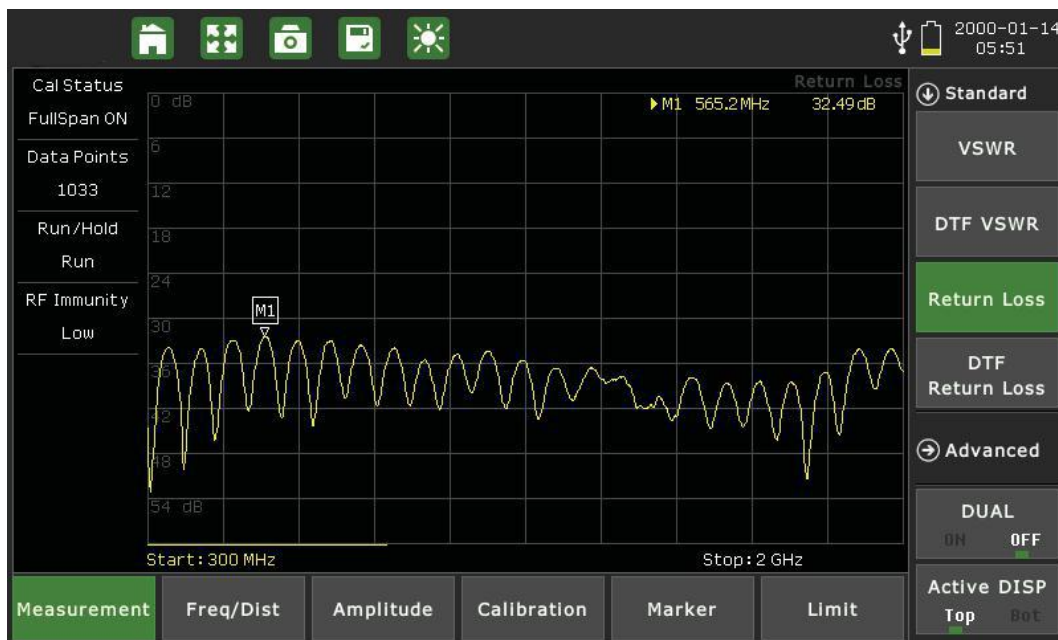 2000-01-14
05:51
Cal Status
FullSpan ON
Data Points
1033
Run/Hold
Run
RF Immunity
Low
Return Loss
0 dB
M1 565.2MHz 32.49dB
6
12
18
24
30
36
42
48
54 dB
M1
Start:300 MHz
Stop:2 GHz
Standard
VSWR
DTF VSWR
Return Loss
DTF
Return Loss
Advanced
DUAL
ON OFF
Active DISP
Top Bot
Measurement
Freq/Dist
Amplitude
Calibration
Marker
Limit